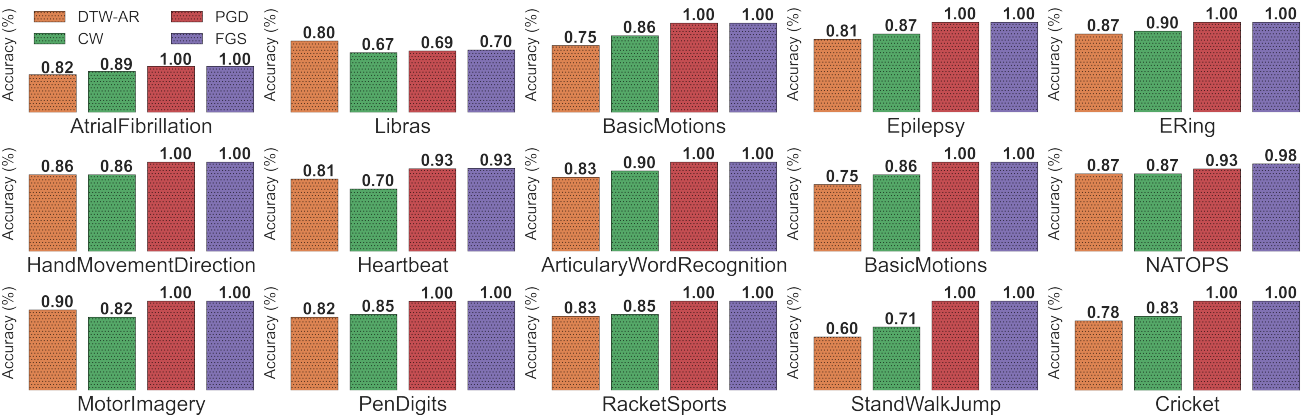 Accuracy (%)
DTW-AR
CW
PGD
FGS
0.82 0.89 1.00 1.00
AtrialFibrillation
Accuracy (%)
0.80 0.67 0.69 0.70
Libras
Accuracy (%)
0.75 0.86 1.00 1.00
BasicMotions
Accuracy (%)
0.81 0.87 1.00 1.00
Epilepsy
Accuracy (%)
0.87 0.90 1.00 1.00
ERing
Accuracy (%)
0.86 0.86 1.00 1.00
HandMovementDirection
Accuracy (%)
0.81 0.70 0.93 0.93
Heartbeat
Accuracy (%)
0.83 0.90 1.00 1.00
ArticularyWordRecognition
Accuracy (%)
0.75 0.86 1.00 1.00
BasicMotions
Accuracy (%)
0.87 0.87 0.93 0.98
NATOPS
Accuracy (%)
0.90 0.82 1.00 1.00
MotorImagery
Accuracy (%)
0.82 0.85 1.00 1.00
PenDigits
Accuracy (%)
0.83 0.85 1.00 1.00
RacketSports
Accuracy (%)
0.60 0.71 1.00 1.00
StandWalkJump
Accuracy (%)
0.78 0.83 1.00 1.00
Cricket